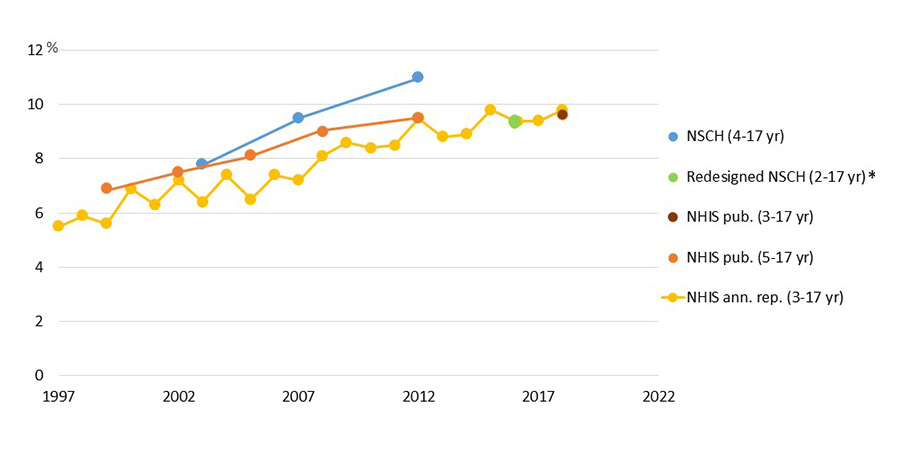 12 %
10
8
6
4
2
0
1997 2002 2007 2012 2017 2022
NSCH (4-17 yr)
Redesigned NSCH (2-17 yr)*
NHIS pub. (3-17 yr)
NHIS pub. (5-17 yr)
NHIS ann. rep. (3-17 yr)